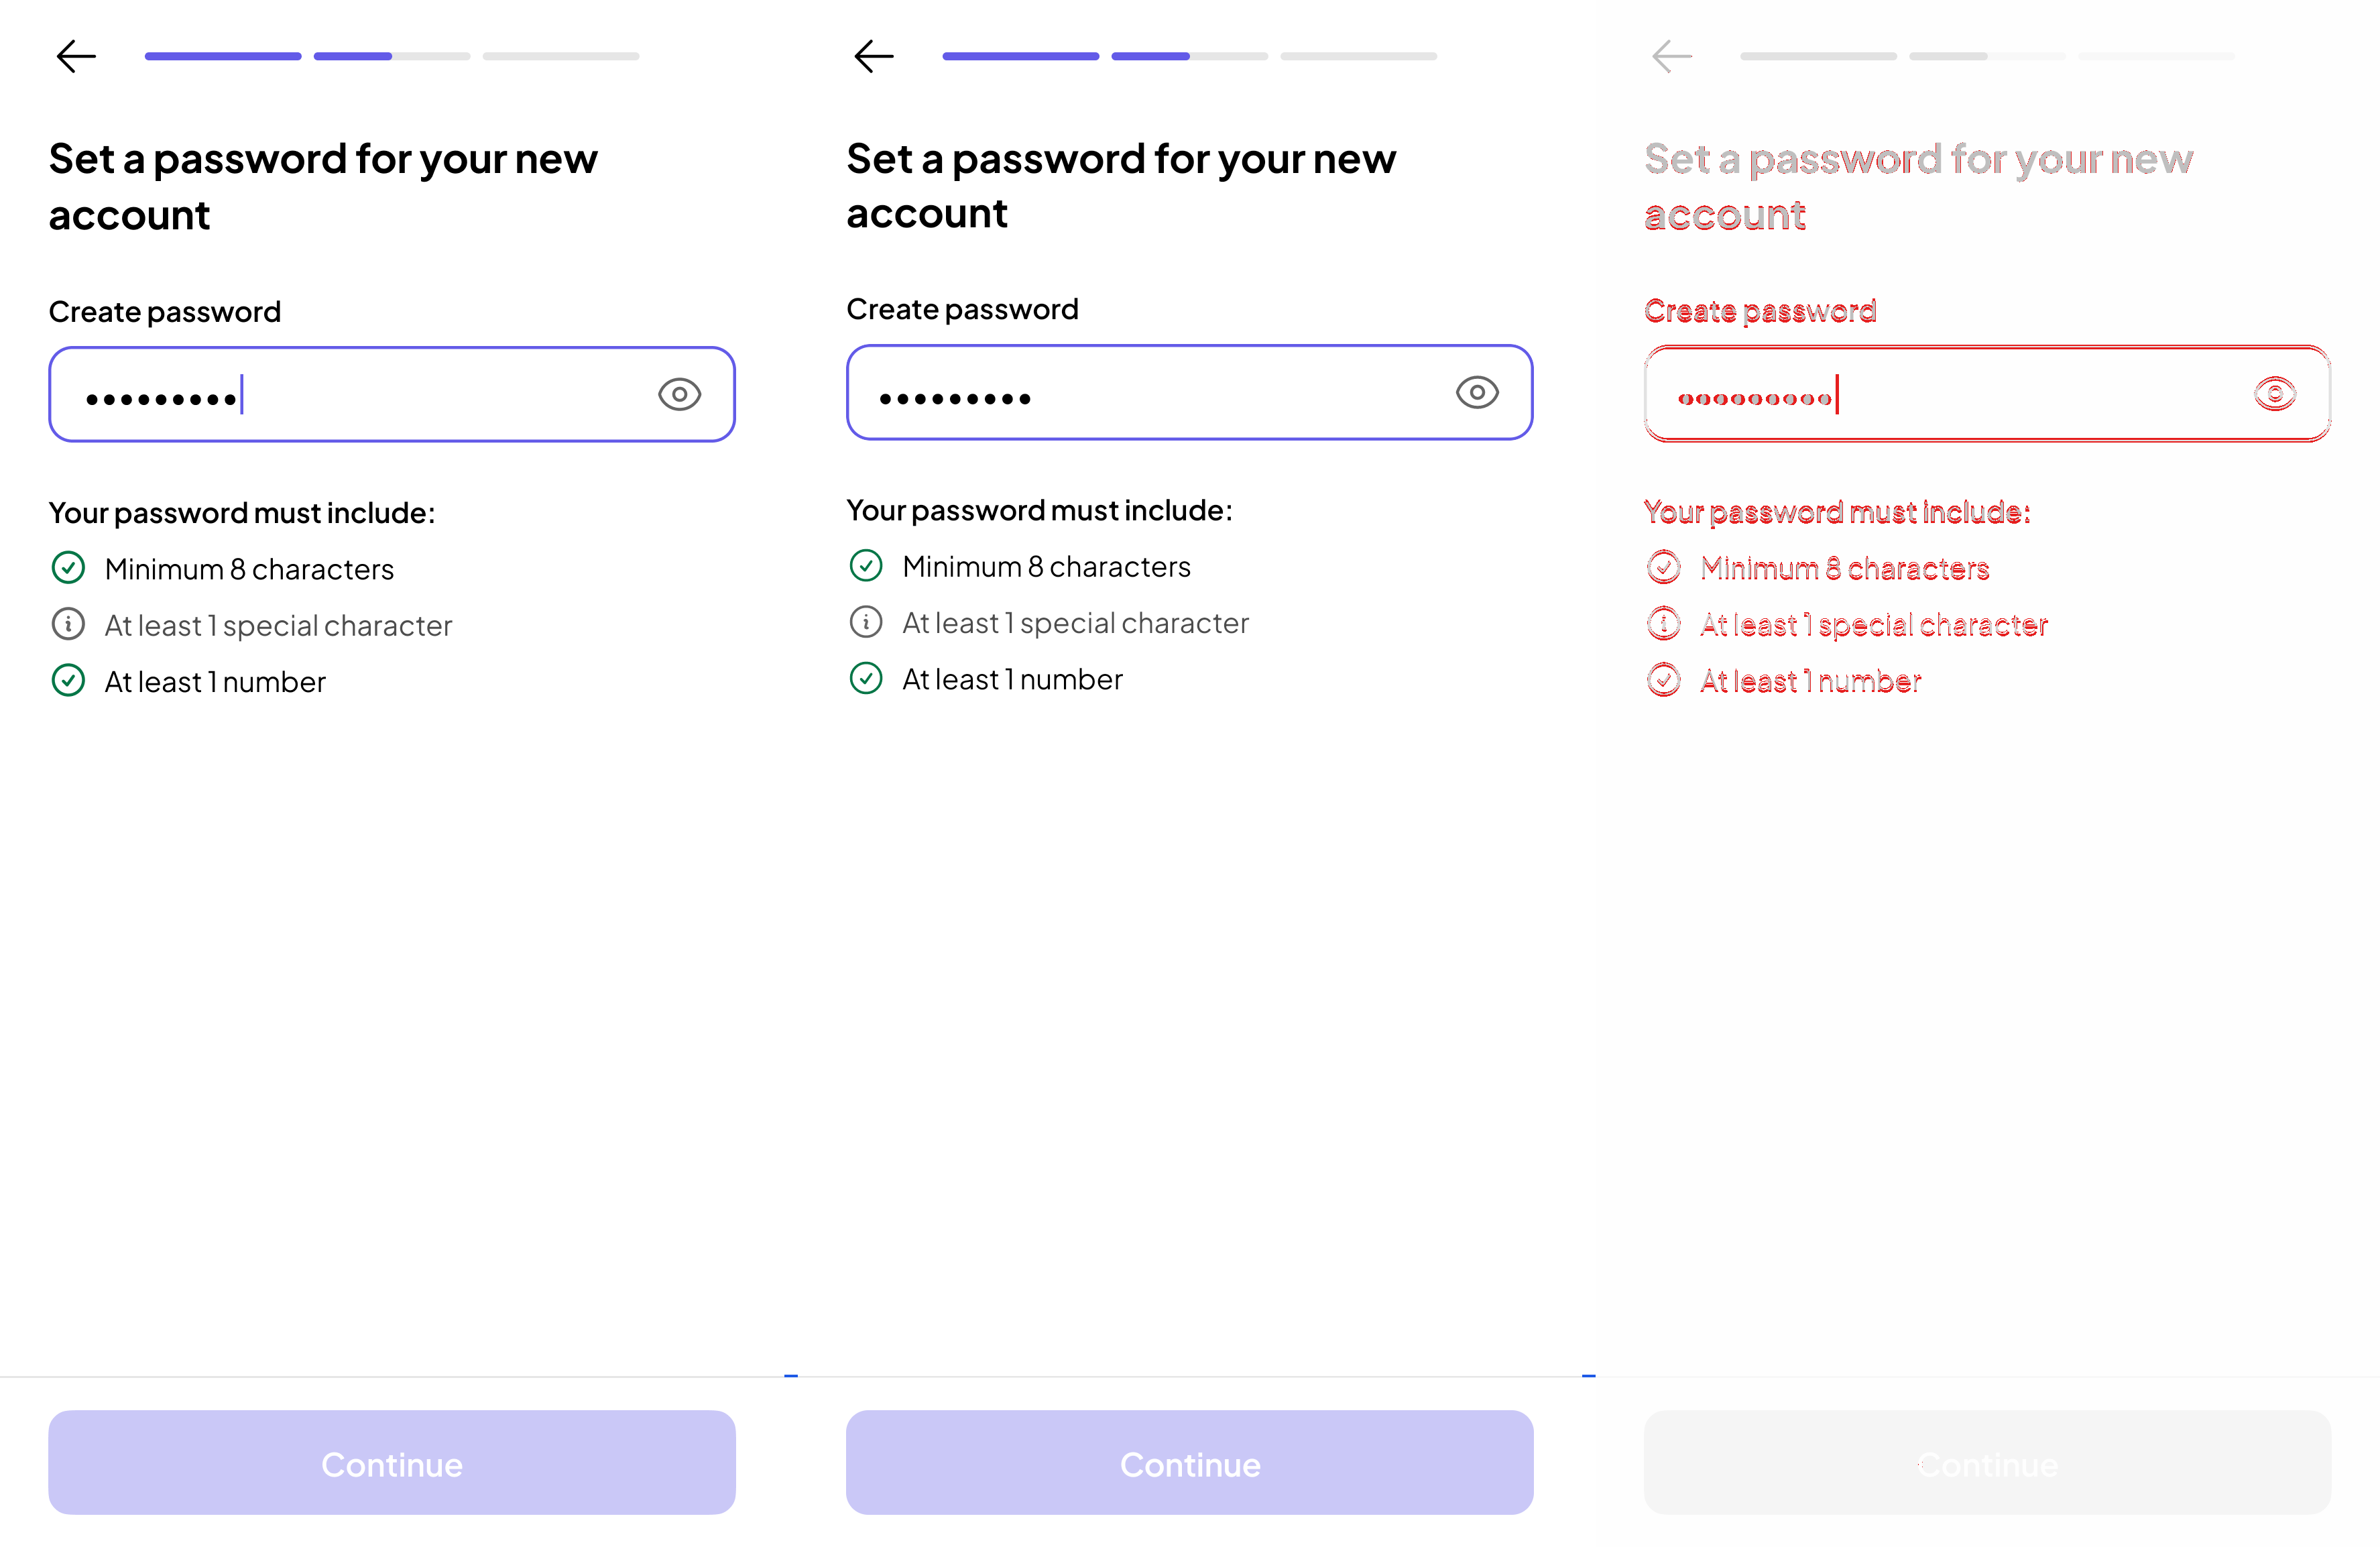 Set a password for your new
account
Create password
•••••••••
Your password must include:
Minimum 8 characters
At least 1 special character
At least 1 number
Continue
Set a password for your new
account
Create password
•••••••••
Your password must include:
Minimum 8 characters
At least 1 special character
At least 1 number
Continue
Set a password for your new
account
Create password
•••••••••
Your password must include:
Minimum 8 characters
At least 1 special character
At least 1 number
Continue